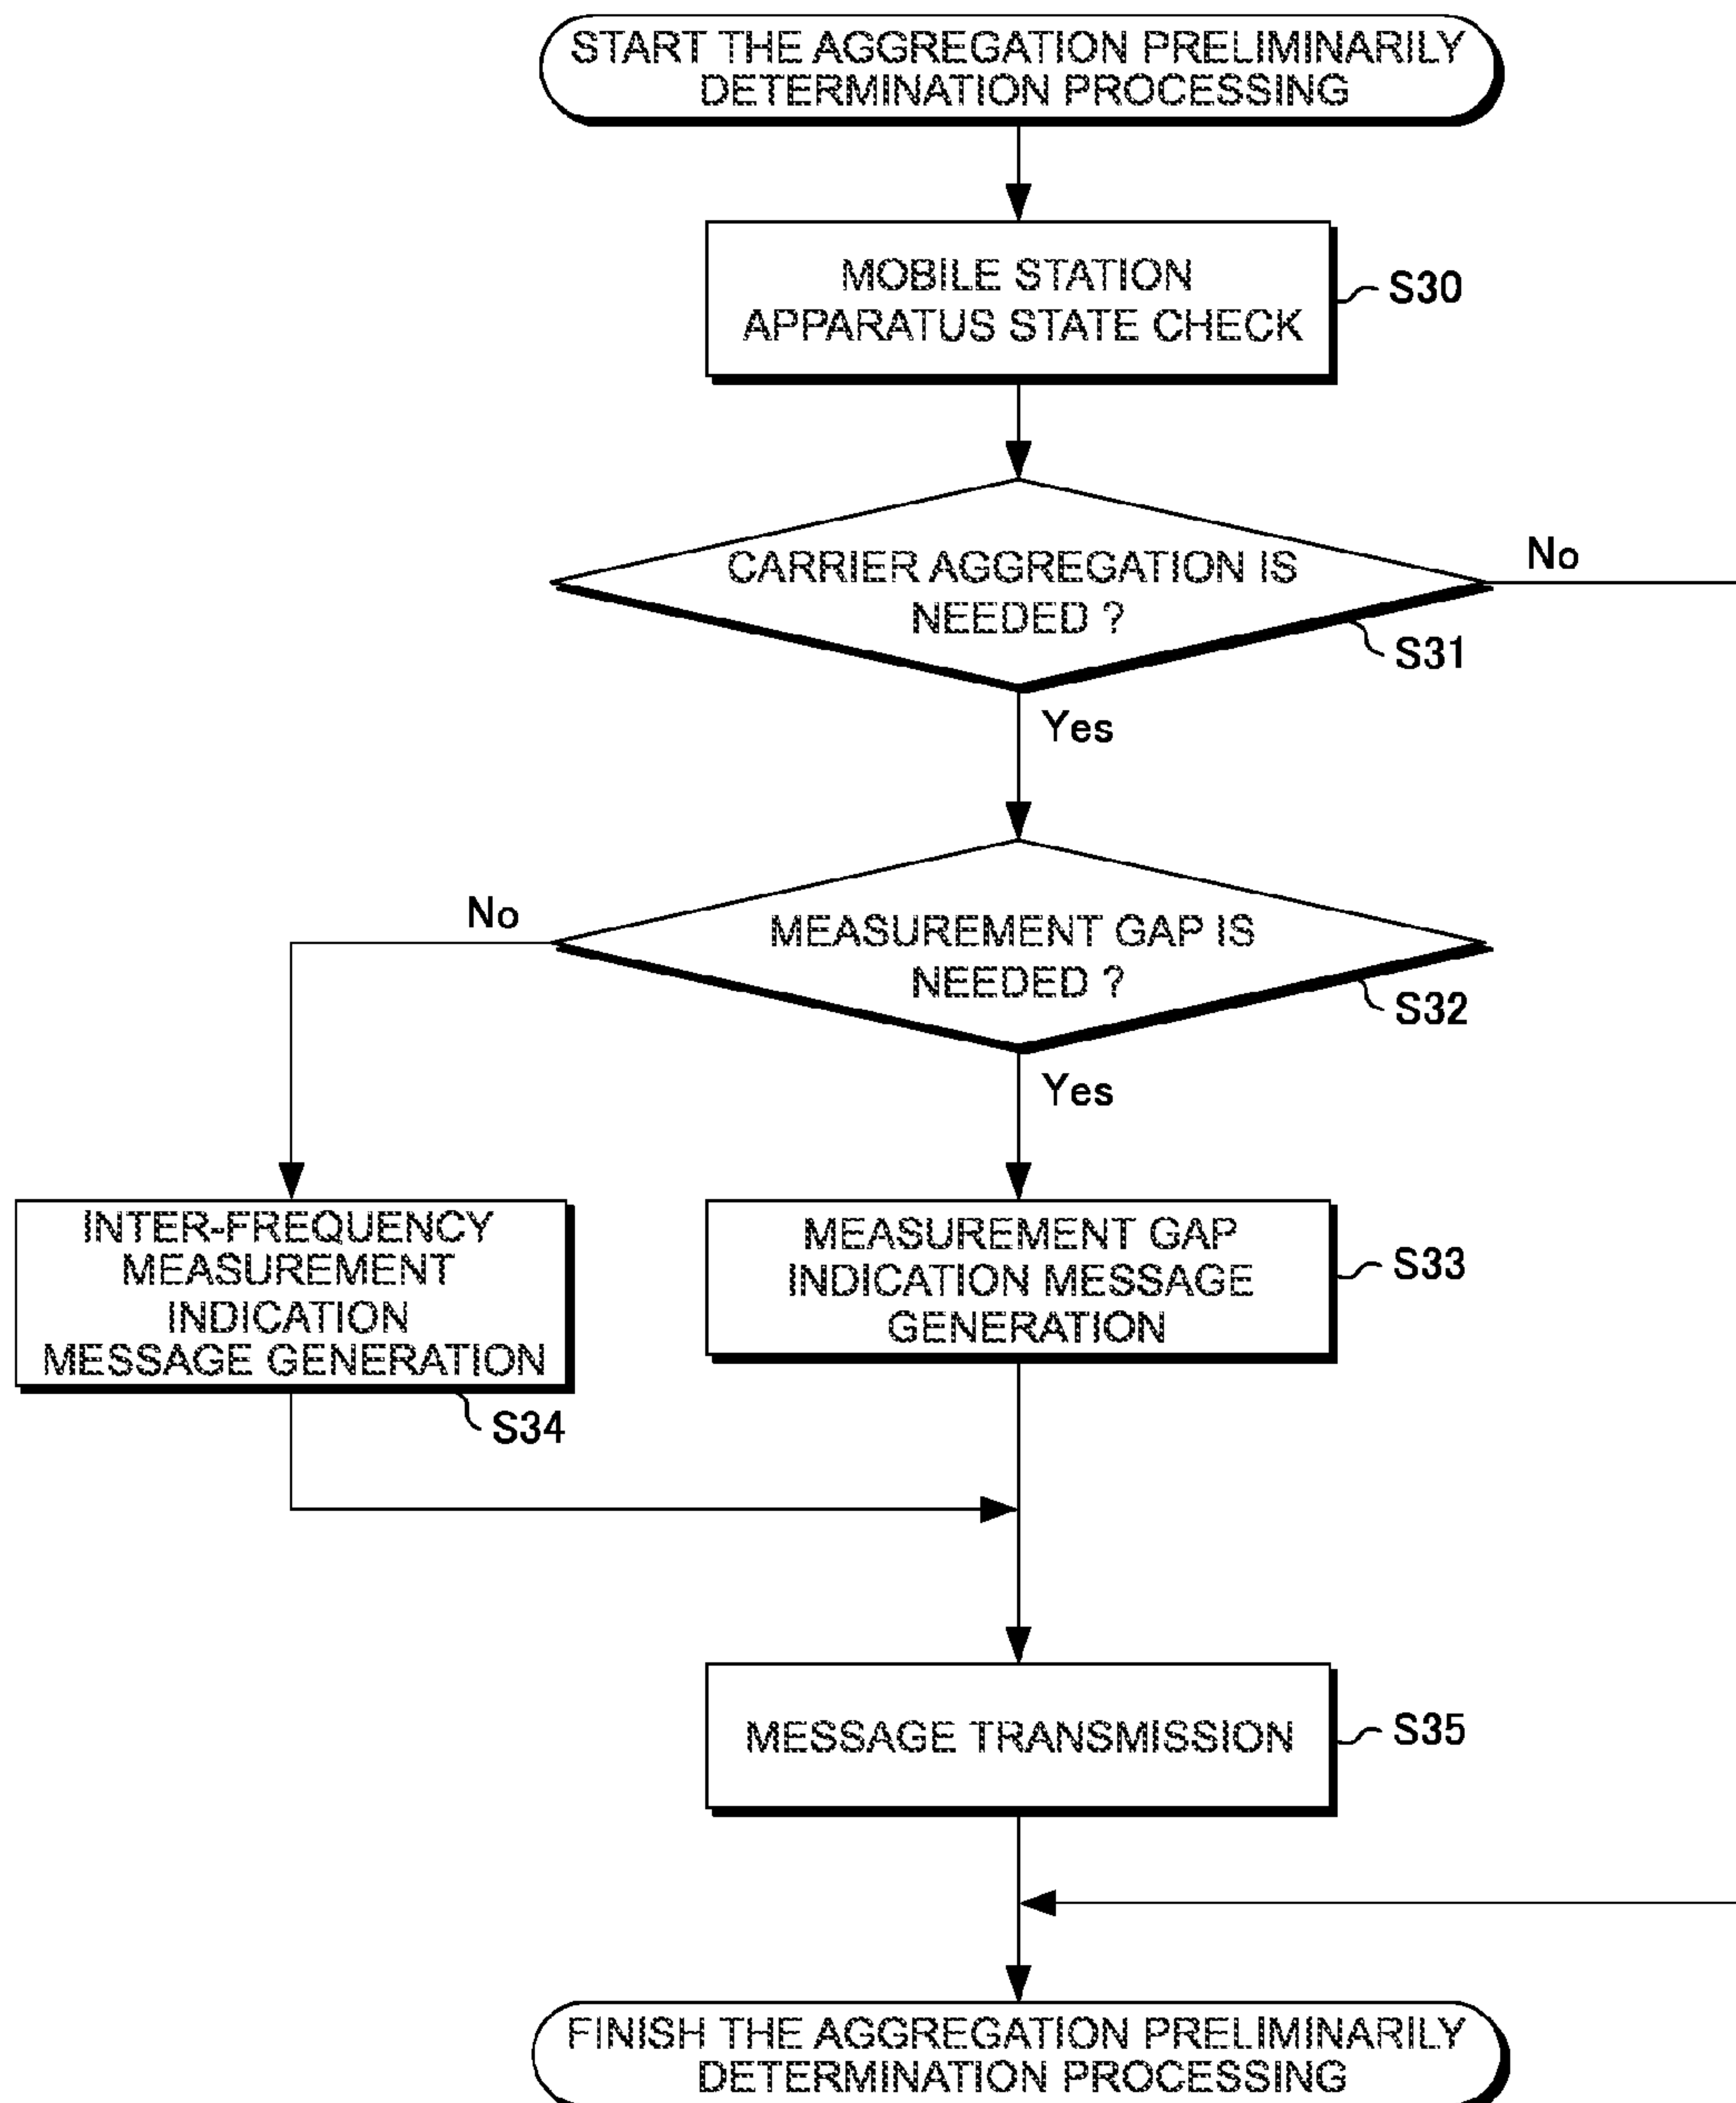 START THE AGGREGATION PRELIMINARILY
DETERMINATION PROCESSING
MOBILE STATION
APPARATUS STATE CHECK
S30
CARRIER AGGREGATION IS
NEEDED ?
No
S31
Yes
No
MEASUREMENT GAP IS
NEEDED ?
S32
Yes
INTER-FREQUENCY
MEASUREMENT
INDICATION
MESSAGE GENERATION
S34
MEASUREMENT GAP
INDICATION MESSAGE
GENERATION
S33
MESSAGE TRANSMISSION
S35
FINISH THE AGGREGATION PRELIMINARILY
DETERMINATION PROCESSING